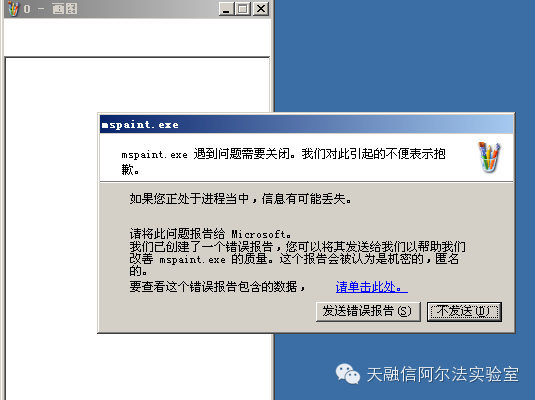 0 - 画图
mspaint.exe
mspaint.exe 遇到问题需要关闭。我们对此引起的不便表示抱
歉。
如果您正处于进程当中，信息有可能丢失。
请将此问题报告给 Microsoft。
我们已创建了一个错误报告，您可以将其发送给我们以帮助我们
改善 mspaint.exe 的质量。这个报告会被认为是机密的，匿名
的。
要查看这个错误报告包含的数据， 请单击此处。
发送错误报告(S) 不发送(D)
天融信阿尔法实验室